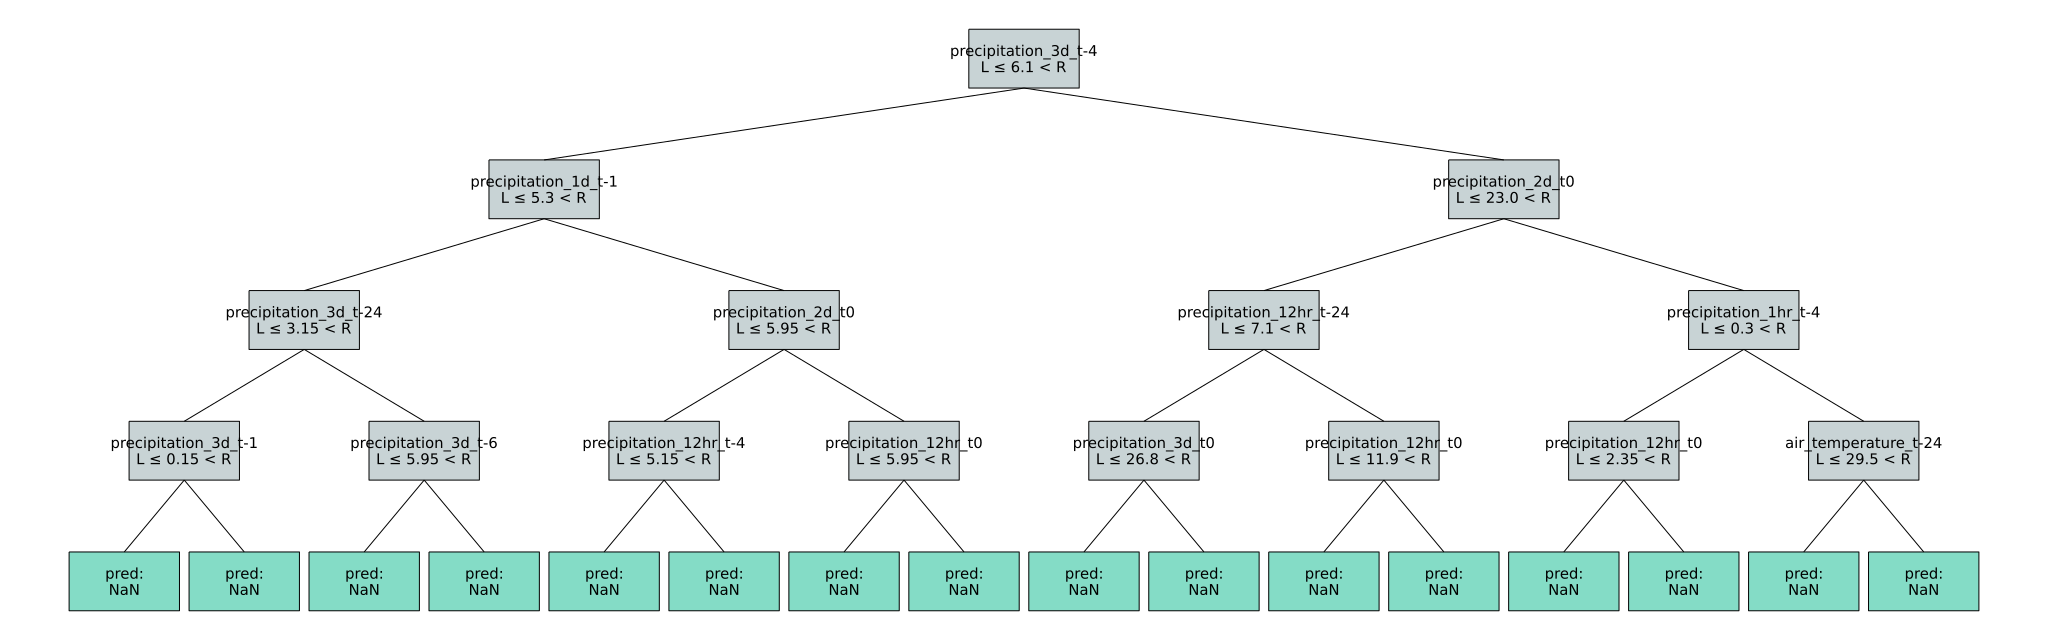 precipitation_3d_t-4
L ≤ 6.1 < R
precipitation_1d_t-1
L ≤ 5.3 < R
precipitation_2d_t0
L ≤ 23.0 < R
precipitation_3d_t-24
L ≤ 3.15 < R
precipitation_2d_t0
L ≤ 5.95 < R
precipitation_12hr_t-24
L ≤ 7.1 < R
precipitation_1hr_t-4
L ≤ 0.3 < R
precipitation_3d_t-1
L ≤ 0.15 < R
precipitation_3d_t-6
L ≤ 5.95 < R
precipitation_12hr_t-4
L ≤ 5.15 < R
precipitation_12hr_t0
L ≤ 5.95 < R
precipitation_3d_t0
L ≤ 26.8 < R
precipitation_12hr_t0
L ≤ 11.9 < R
precipitation_12hr_t0
L ≤ 2.35 < R
air_temperature_t-24
L ≤ 29.5 < R
pred:
NaN
pred:
NaN
pred:
NaN
pred:
NaN
pred:
NaN
pred:
NaN
pred:
NaN
pred:
NaN
pred:
NaN
pred:
NaN
pred:
NaN
pred:
NaN
pred:
NaN
pred:
NaN
pred:
NaN
pred:
NaN